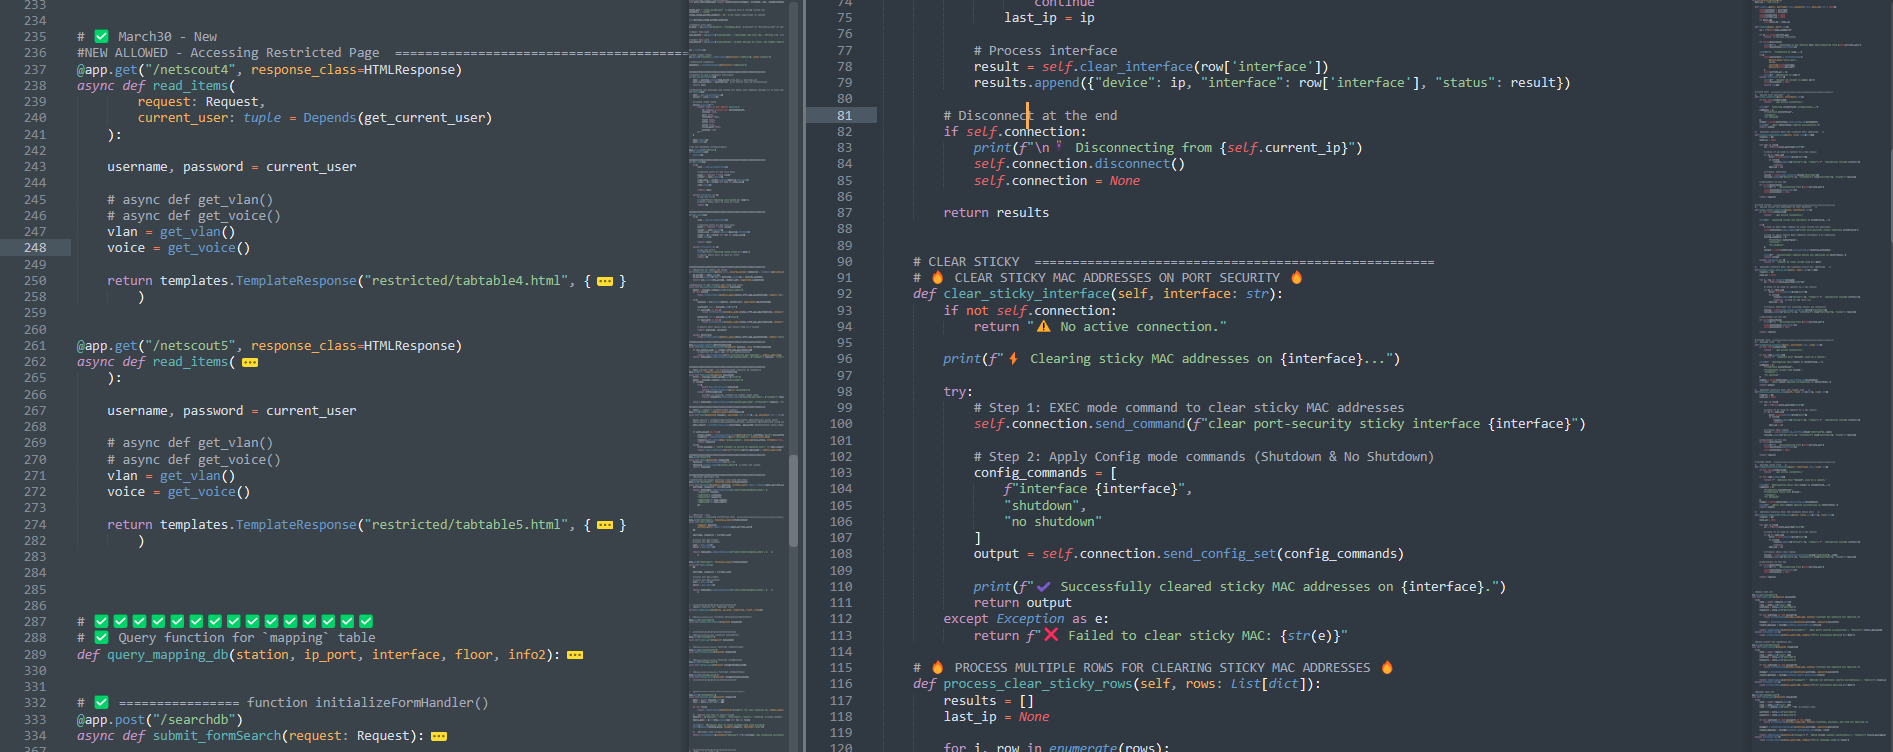 233
234
235 # ✅ March30 - New
236 #NEW ALLOWED - Accessing Restricted Page =======================================
237 @app.get("/netscout4", response_class=HTMLResponse)
238 async def read_items(
239 request: Request,
240 current_user: tuple = Depends(get_current_user)
241 ):
242
243 username, password = current_user
244
245 # async def get_vlan()
246 # async def get_voice()
247 vlan = get_vlan()
248 voice = get_voice()
249
250 return templates.TemplateResponse("restricted/tabtable4.html", { ... }
258 )
259
260
261 @app.get("/netscout5", response_class=HTMLResponse)
262 async def read_items( ...
265 ):
266
267 username, password = current_user
268
269 # async def get_vlan()
270 # async def get_voice()
271 vlan = get_vlan()
272 voice = get_voice()
273
274 return templates.TemplateResponse("restricted/tabtable5.html", { ... }
282 )
283
284
285
286
287 # ✅✅✅✅✅✅✅✅✅✅✅✅✅✅✅
288 # ✅ Query function for `mapping` table
289 def query_mapping_db(station, ip_port, interface, floor, info2): ...
330
331
332 # ✅ ================ function initializeFormHandler()
333 @app.post("/searchdb")
334 async def submit_formSearch(request: Request): ...
367
74 continue
75 last_ip = ip
76
77 # Process interface
78 result = self.clear_interface(row['interface'])
79 results.append({"device": ip, "interface": row['interface'], "status": result})
80
81 # Disconnect at the end
82 if self.connection:
83 print(f"\n🔌 Disconnecting from {self.current_ip}")
84 self.connection.disconnect()
85 self.connection = None
86
87 return results
88
89
90 # CLEAR STICKY =====================================================
91 # 🔥 CLEAR STICKY MAC ADDRESSES ON PORT SECURITY 🔥
92 def clear_sticky_interface(self, interface: str):
93 if not self.connection:
94 return "⚠️ No active connection."
95
96 print(f"⚡ Clearing sticky MAC addresses on {interface}...")
97
98 try:
99 # Step 1: EXEC mode command to clear sticky MAC addresses
100 self.connection.send_command(f"clear port-security sticky interface {interface}")
101
102 # Step 2: Apply Config mode commands (Shutdown & No Shutdown)
103 config_commands = [
104 f"interface {interface}",
105 "shutdown",
106 "no shutdown"
107 ]
108 output = self.connection.send_config_set(config_commands)
109
110 print(f"✔ Successfully cleared sticky MAC addresses on {interface}.")
111 return output
112 except Exception as e:
113 return f"❌ Failed to clear sticky MAC: {str(e)}"
114
115 # 🔥 PROCESS MULTIPLE ROWS FOR CLEARING STICKY MAC ADDRESSES 🔥
116 def process_clear_sticky_rows(self, rows: List[dict]):
117 results = []
118 last_ip = None
119
120 for i, row in enumerate(rows):